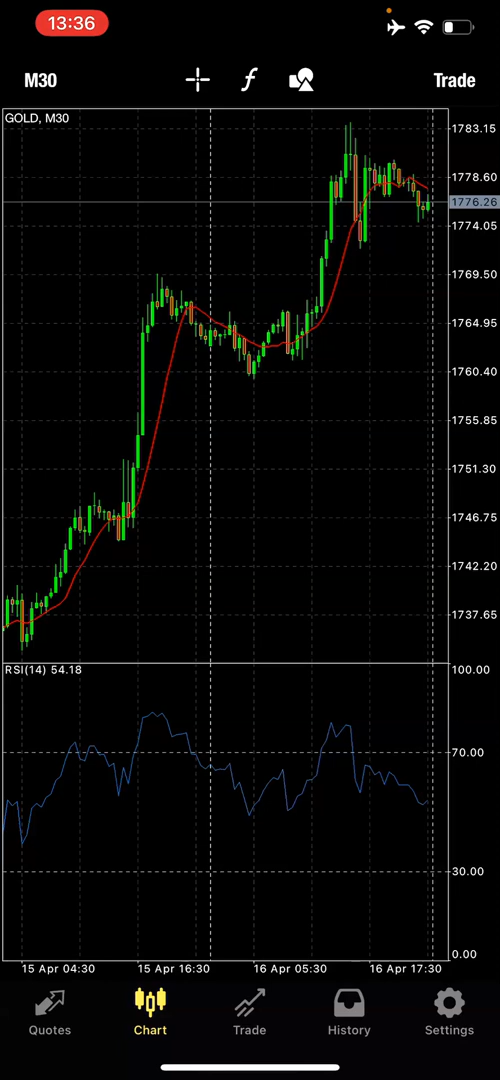 13:36
M30
f
Trade
GOLD, M30
1783.15
1778.60
1776.26
1774.05
1769.50
1764.95
1760.40
1755.85
1751.30
1746.75
1742.20
1737.65
RSI(14) 54.18
100.00
70.00
30.00
0.00
15 Apr 04:30 15 Apr 16:30 16 Apr 05:30 16 Apr 17:30
Quotes Chart Trade History Settings